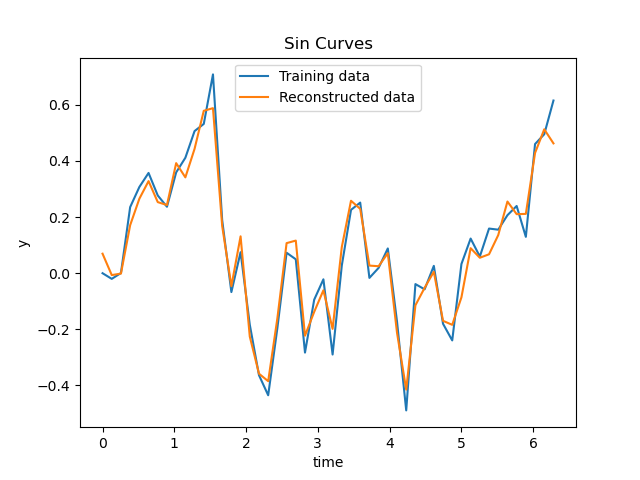 Sin Curves
Training data
Reconstructed data
y
0.6
0.4
0.2
0.0
−0.2
−0.4
0 1 2 3 4 5 6
time